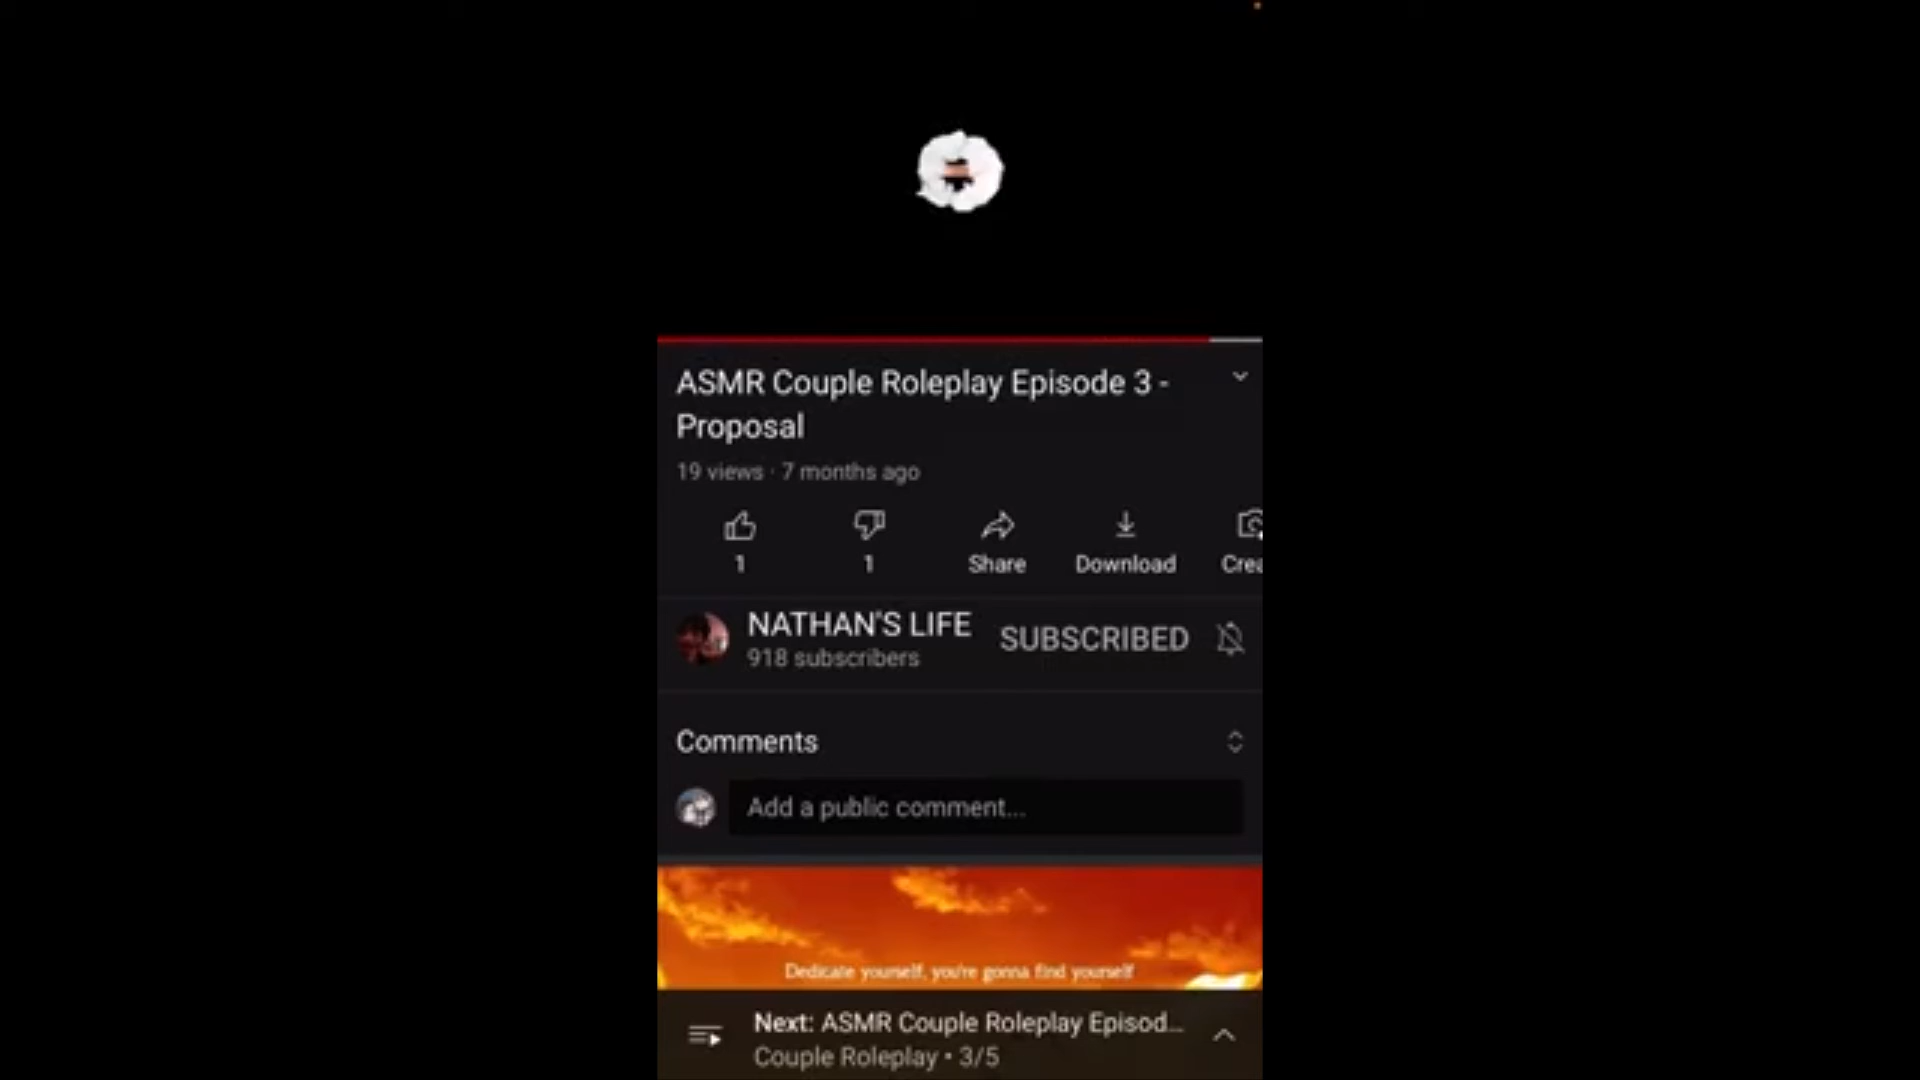 ASMR Couple Roleplay Episode 3 -
Proposal
19 views · 7 months ago
1
1
Share
Download
Crea
NATHAN'S LIFE
918 subscribers
SUBSCRIBED
Comments
Add a public comment...
Dedicate yourself, you're gonna find yourself
Next: ASMR Couple Roleplay Episod...
Couple Roleplay • 3/5